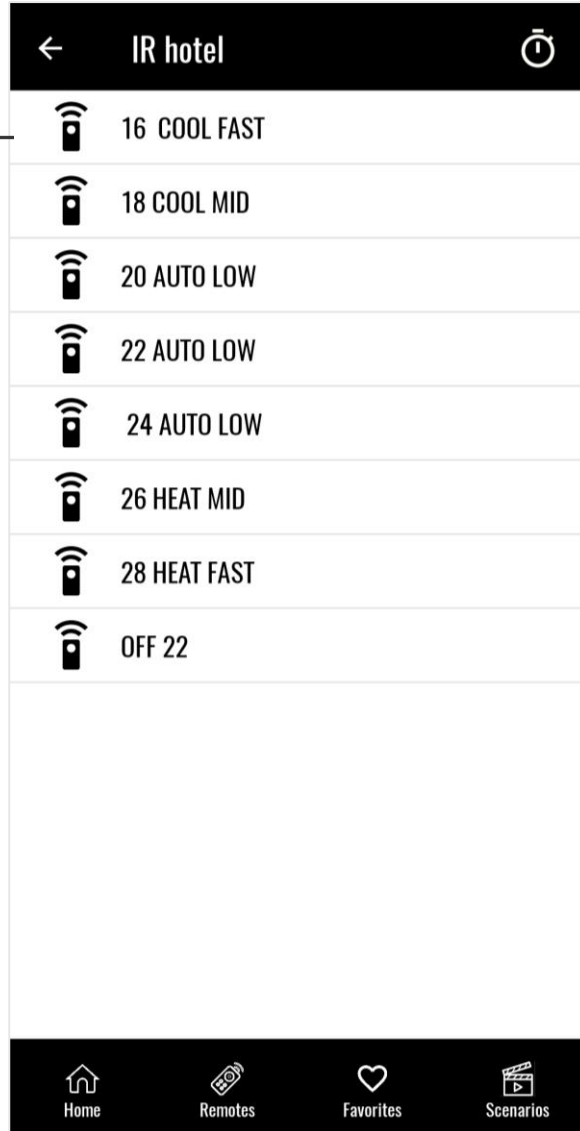 IR hotel
16 COOL FAST
18 COOL MID
20 AUTO LOW
22 AUTO LOW
24 AUTO LOW
26 HEAT MID
28 HEAT FAST
OFF 22
Home Remotes Favorites Scenarios